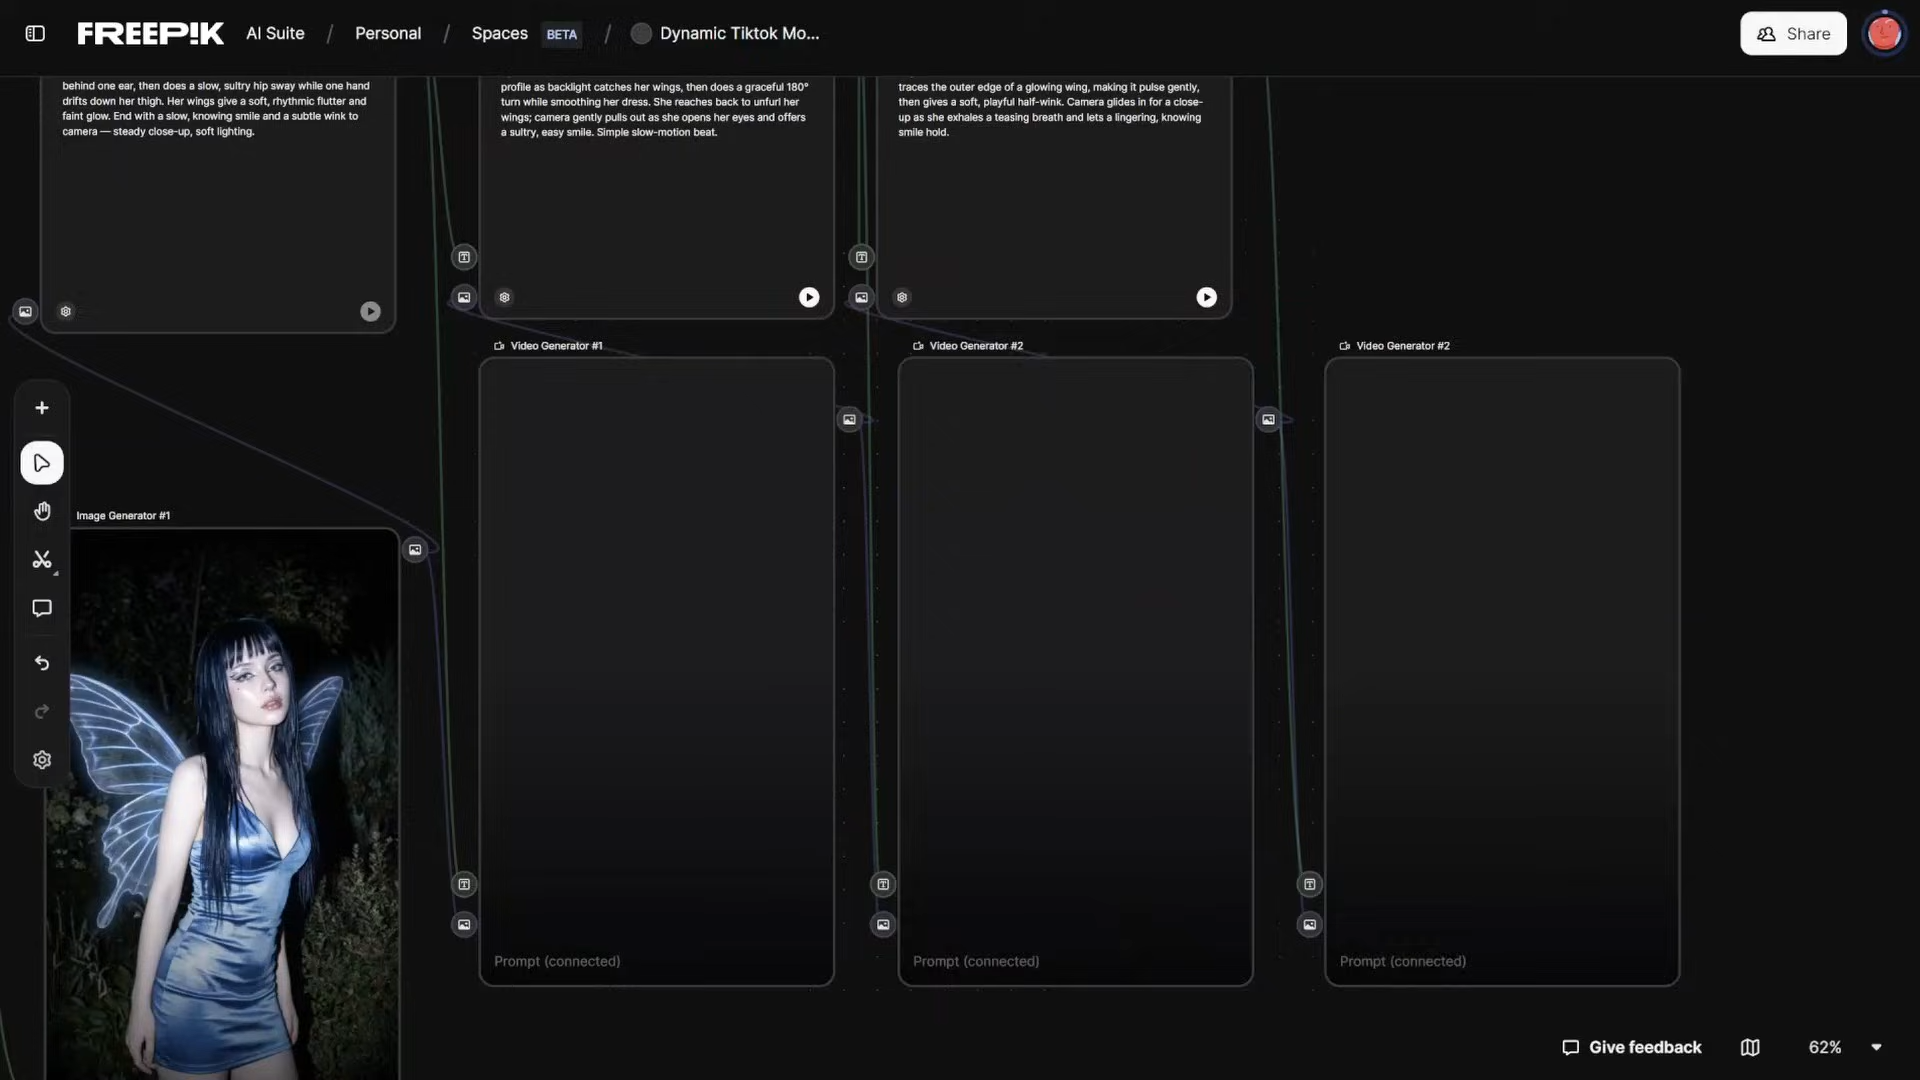 FREEP!K AI Suite / Personal / Spaces BETA / Dynamic Tiktok Mo... Share
behind one ear, then does a slow, sultry hip sway while one hand
drifts down her thigh. Her wings give a soft, rhythmic flutter and
faint glow. End with a slow, knowing smile and a subtle wink to
camera — steady close-up, soft lighting.
profile as backlight catches her wings, then does a graceful 180°
turn while smoothing her dress. She reaches back to unfurl her
wings; camera gently pulls out as she opens her eyes and offers
a sultry, easy smile. Simple slow-motion beat.
traces the outer edge of a glowing wing, making it pulse gently,
then gives a soft, playful half-wink. Camera glides in for a close-
up as she exhales a teasing breath and lets a lingering, knowing
smile hold.
Video Generator #1
Video Generator #2
Video Generator #2
Image Generator #1
Prompt (connected)
Prompt (connected)
Prompt (connected)
Give feedback
62%